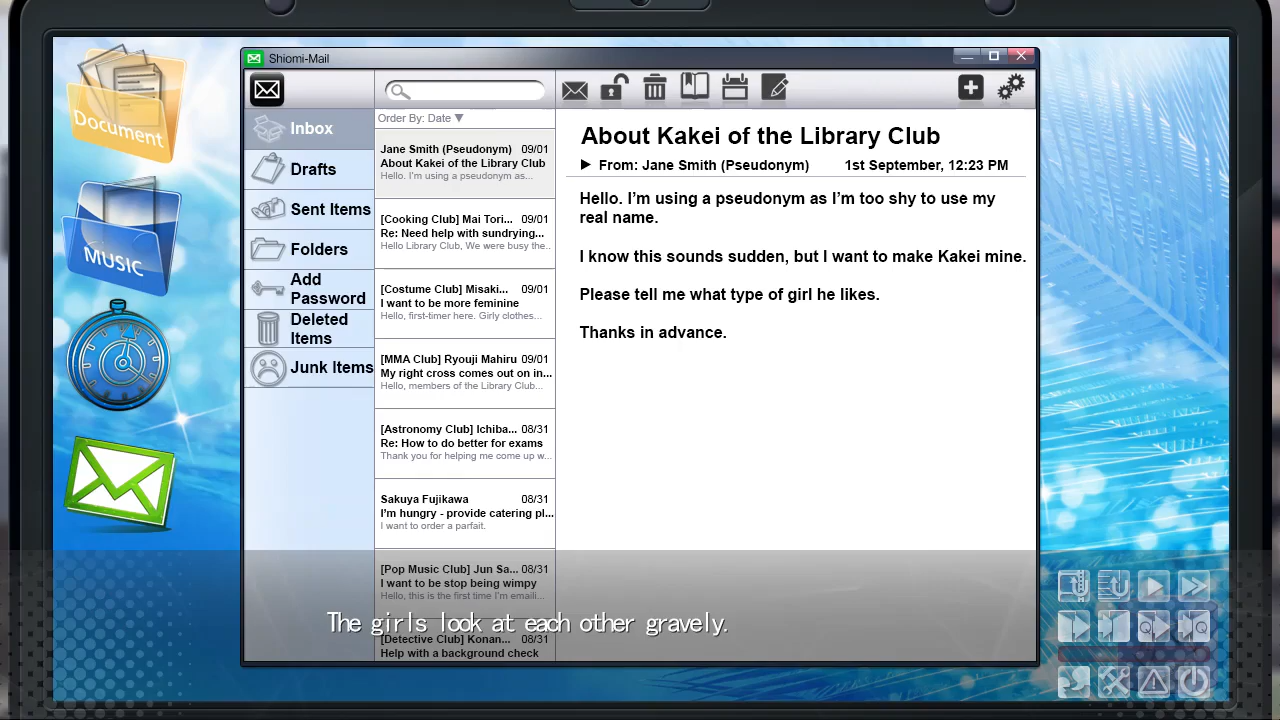 Document
MUSIC
Shiomi-Mail
Inbox
Drafts
Sent Items
Folders
Add
Password
Deleted
Items
Junk Items
Order By: Date ▼
Jane Smith (Pseudonym) 09/01
About Kakei of the Library Club
Hello. I'm using a pseudonym as...
[Cooking Club] Mai Tori... 09/01
Re: Need help with sundrying...
Hello Library Club, We were busy the..
[Costume Club] Misaki... 09/01
I want to be more feminine
Hello, first-timer here. Girly clothes...
[MMA Club] Ryouji Mahiru 09/01
My right cross comes out on in...
Hello, members of the Library Club...
[Astronomy Club] Ichiba... 08/31
Re: How to do better for exams
Thank you for helping me come up w...
Sakuya Fujikawa 08/31
I'm hungry - provide catering pl...
I want to order a parfait.
[Pop Music Club] Jun Sa... 08/31
I want to be stop being wimpy
Hello, this is the first time I'm emaili...
[Detective Club] Konan... 08/31
Help with a background check
About Kakei of the Library Club
▶ From: Jane Smith (Pseudonym) 1st September, 12:23 PM
Hello. I'm using a pseudonym as I'm too shy to use my
real name.
I know this sounds sudden, but I want to make Kakei mine.
Please tell me what type of girl he likes.
Thanks in advance.
The girls look at each other gravely.
Q
Q